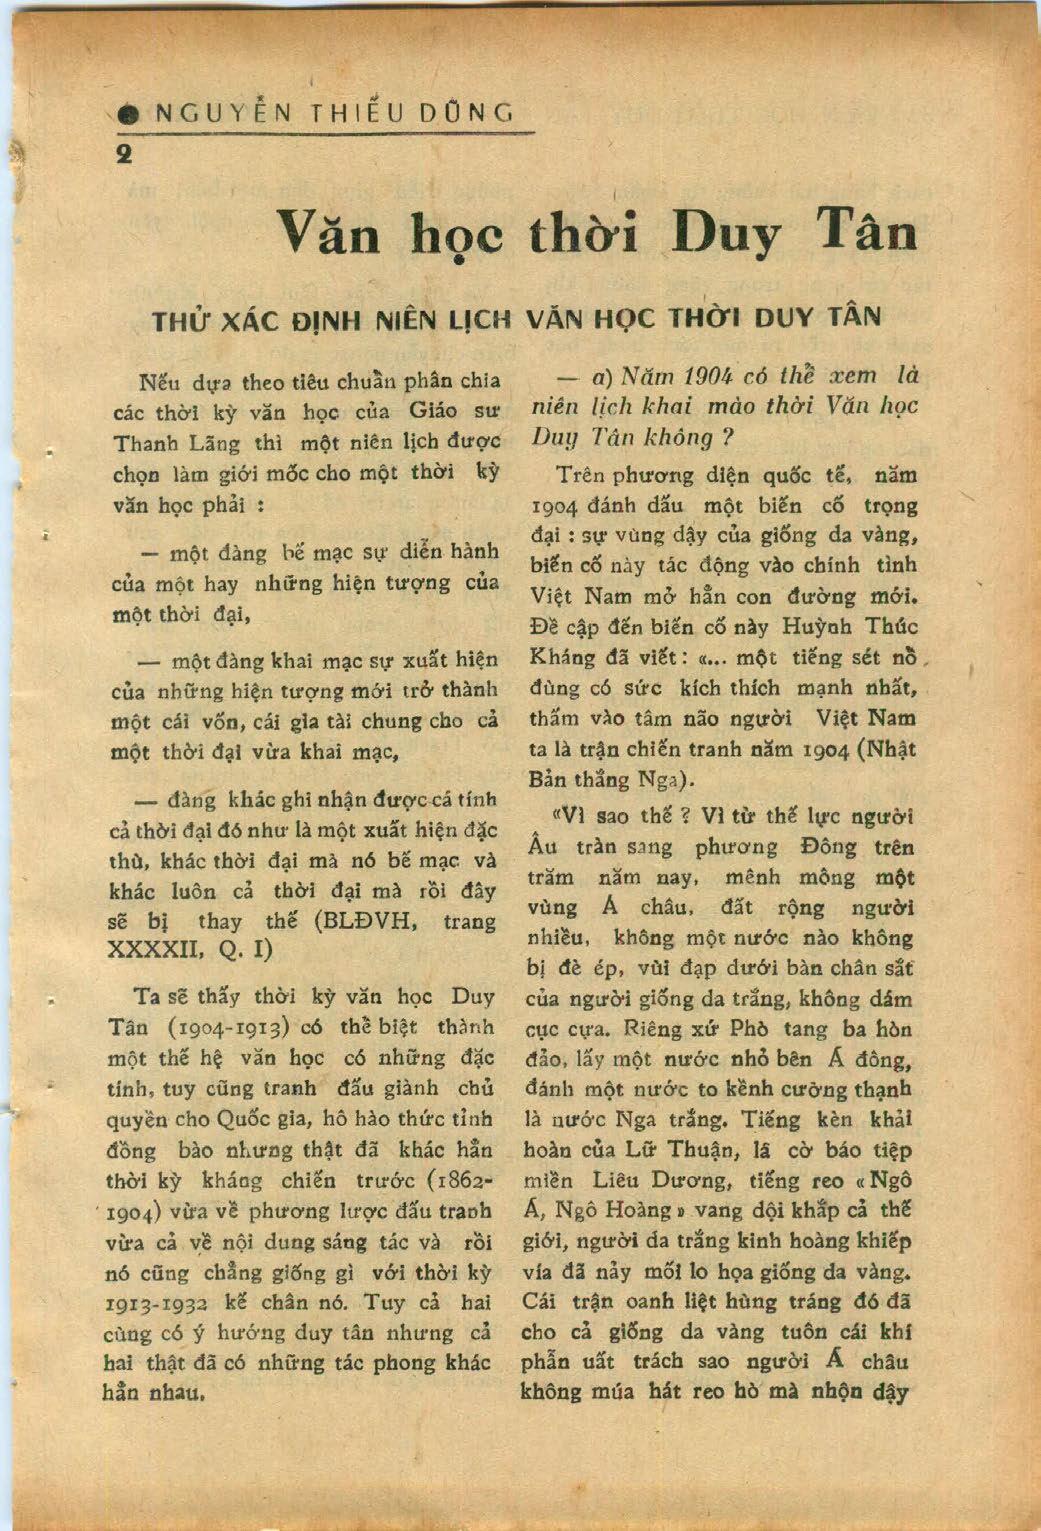 ● NGUYỄN THIẾU DŨNG
2
Văn học thời Duy Tân
THỬ XÁC ĐỊNH NIÊN LỊCH VĂN HỌC THỜI DUY TÂN
Nếu dựa theo tiêu chuẩn phân chia
các thời kỳ văn học của Giáo sư
Thanh Lãng thì một niên lịch được
chọn làm giới mốc cho một thời kỳ
văn học phải :
— một đàng bế mạc sự diễn hành
của một hay những hiện tượng của
một thời đại,
— một đàng khai mạc sự xuất hiện
của những hiện tượng mới trở thành
một cái vốn, cái gia tài chung cho cả
một thời đại vừa khai mạc,
— đàng khác ghi nhận được cá tính
cả thời đại đó như là một xuất hiện đặc
thù, khác thời đại mà nó bế mạc và
khác luôn cả thời đại mà rồi đây
sẽ bị thay thế (BLĐVH, trang
XXXXII, Q. I)
Ta sẽ thấy thời kỳ văn học Duy
Tân (1904-1913) có thể biệt thành
một thế hệ văn học có những đặc
tính, tuy cũng tranh đấu giành chủ
quyền cho Quốc gia, hô hào thức tỉnh
đồng bào nhưng thật đã khác hẳn
thời kỳ kháng chiến trước (1862-
1904) vừa về phương lược đấu tranh
vừa cả về nội dung sáng tác và rồi
nó cũng chẳng giống gì với thời kỳ
1913-1932 kế chân nó. Tuy cả hai
cùng có ý hướng duy tân nhưng cả
hai thật đã có những tác phong khác
hẳn nhau.
— a) Năm 1904 có thể xem là
niên lịch khai mào thời Văn học
Duy Tân không ?
Trên phương diện quốc tế, năm
1904 đánh dấu một biến cố trọng
đại : sự vùng dậy của giống da vàng,
biến cố này tác động vào chính tình
Việt Nam mở hẳn con đường mới.
Đề cập đến biến cố này Huỳnh Thúc
Kháng đã viết : «... một tiếng sét nổ
đùng có sức kích thích mạnh nhất,
thấm vào tâm não người Việt Nam
ta là trận chiến tranh năm 1904 (Nhật
Bản thắng Nga).
«Vì sao thế ? Vì từ thế lực người
Âu tràn sang phương Đông trên
trăm năm nay, mênh mông một
vùng Á châu, đất rộng người
nhiều, không một nước nào không
bị đè ép, vùi đạp dưới bàn chân sắt
của người giống da trắng, không dám
cục cựa. Riêng xứ Phò tang ba hòn
đảo, lấy một nước nhỏ bên Á đông,
đánh một nước to kềnh cường thạnh
là nước Nga trắng. Tiếng kèn khải
hoàn của Lữ Thuận, lá cờ báo tiệp
miền Liêu Dương, tiếng reo «Ngô
Á, Ngô Hoàng» vang dội khắp cả thế
giới, người da trắng kinh hoàng khiếp
vía đã nảy mối lo họa giống da vàng.
Cái trận oanh liệt hùng tráng đó đã
cho cả giống da vàng tuôn cái khí
phẫn uất trách sao người Á châu
không múa hát reo hò mà nhộn dậy